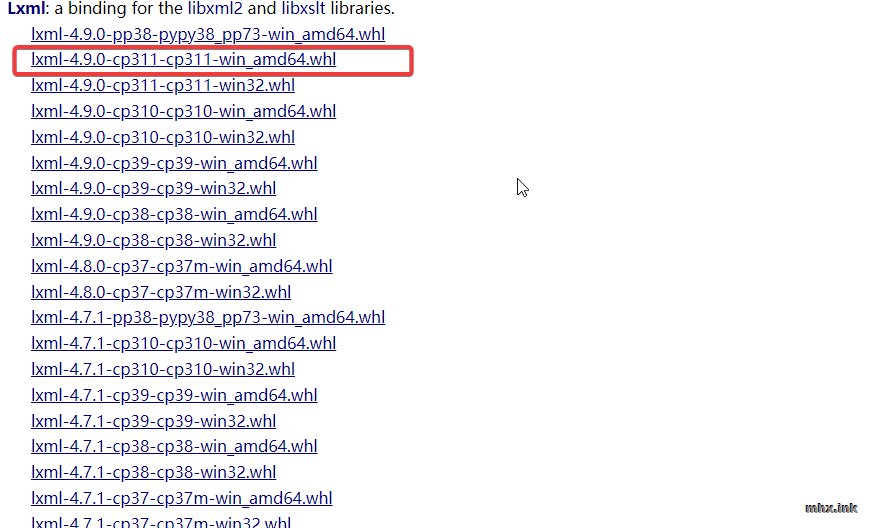 Lxml: a binding for the libxml2 and libxslt libraries.
lxml-4.9.0-pp38-pypy38_pp73-win_amd64.whl
lxml-4.9.0-cp311-cp311-win_amd64.whl
lxml-4.9.0-cp311-cp311-win32.whl
lxml-4.9.0-cp310-cp310-win_amd64.whl
lxml-4.9.0-cp310-cp310-win32.whl
lxml-4.9.0-cp39-cp39-win_amd64.whl
lxml-4.9.0-cp39-cp39-win32.whl
lxml-4.9.0-cp38-cp38-win_amd64.whl
lxml-4.9.0-cp38-cp38-win32.whl
lxml-4.8.0-cp37-cp37m-win_amd64.whl
lxml-4.8.0-cp37-cp37m-win32.whl
lxml-4.7.1-pp38-pypy38_pp73-win_amd64.whl
lxml-4.7.1-cp310-cp310-win_amd64.whl
lxml-4.7.1-cp310-cp310-win32.whl
lxml-4.7.1-cp39-cp39-win_amd64.whl
lxml-4.7.1-cp39-cp39-win32.whl
lxml-4.7.1-cp38-cp38-win_amd64.whl
lxml-4.7.1-cp38-cp38-win32.whl
lxml-4.7.1-cp37-cp37m-win_amd64.whl
lxml-4.7.1-cp37-cp37m-win32.whl
mhx.ink